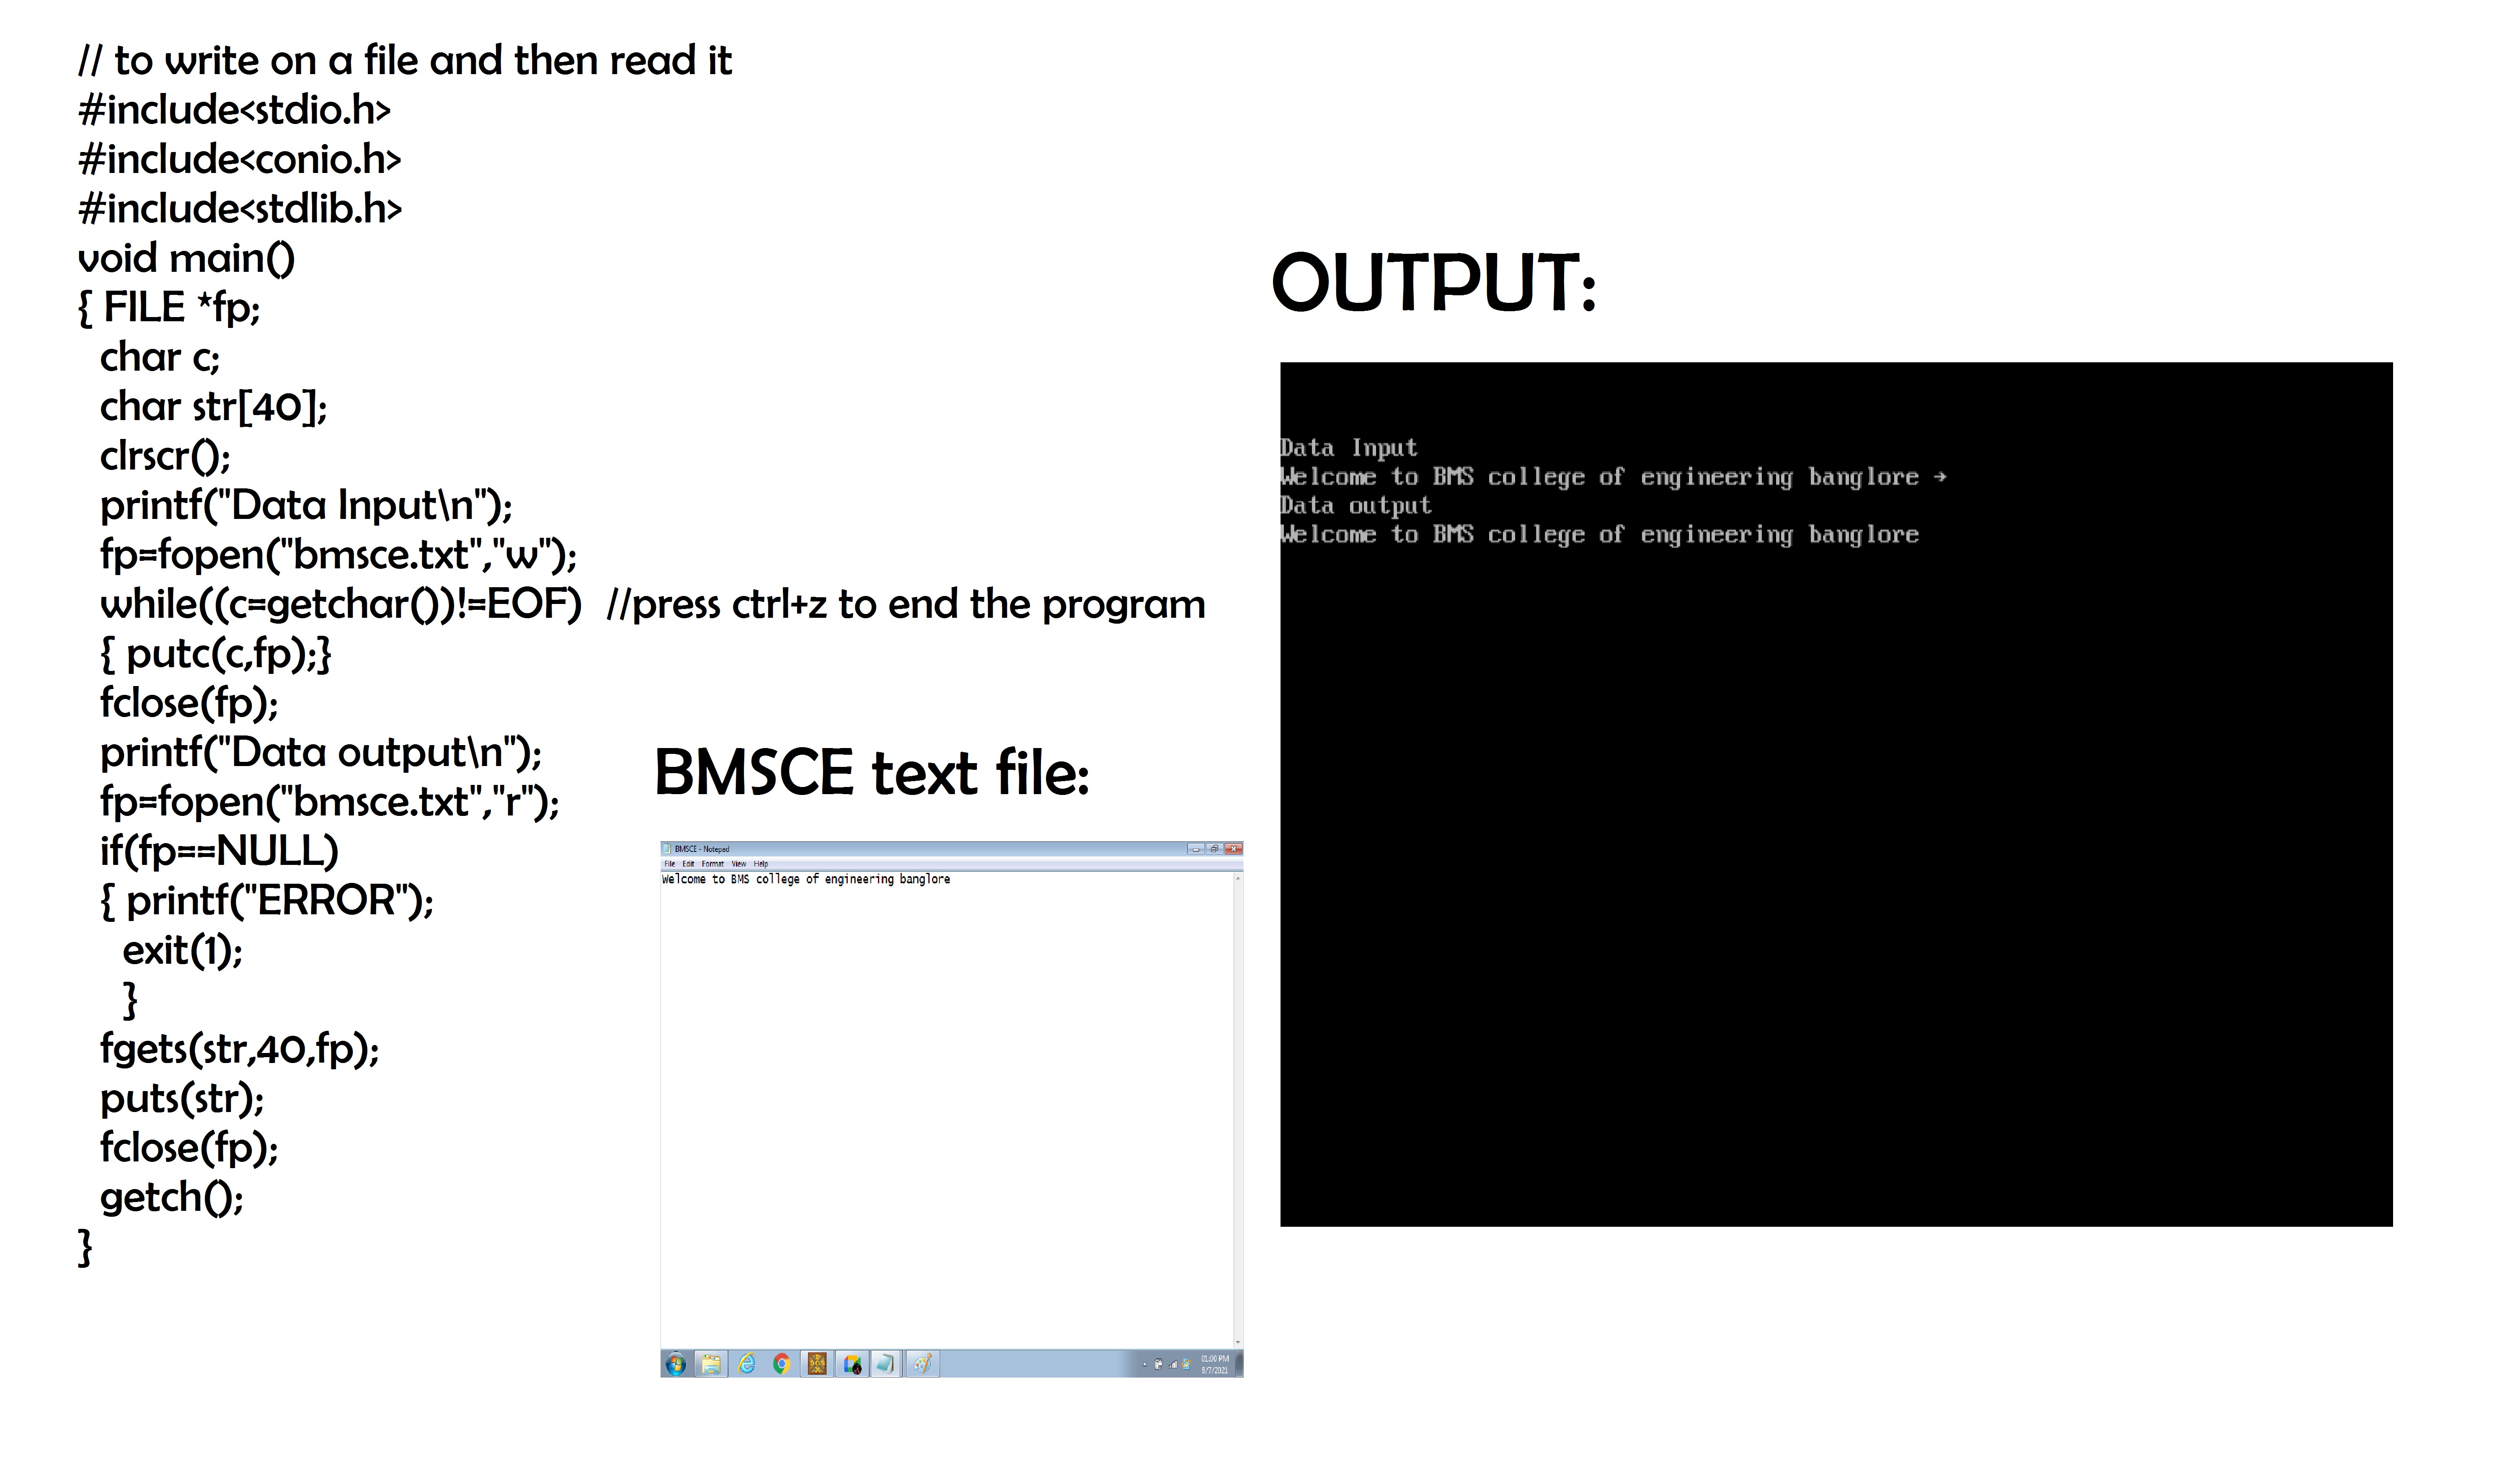 // to write on a file and then read it
#include<stdio.h>
#include<conio.h>
#include<stdlib.h>
void main()
{ FILE *fp;
char c;
char str[40];
clrscr();
printf("Data Input\n");
fp=fopen("bmsce.txt","w");
while((c=getchar())!=EOF) //press ctrl+z to end the program
{ putc(c,fp);}
fclose(fp);
printf("Data output\n");
fp=fopen("bmsce.txt","r");
if(fp==NULL)
{ printf("ERROR");
exit(1);
}
fgets(str,40,fp);
puts(str);
fclose(fp);
getch();
}
BMSCE text file:
BMSCE - Notepad
File Edit Format View Help
Welcome to BMS college of engineering banglore
01:00 PM
8/7/2021
OUTPUT:
Data Input
Welcome to BMS college of engineering banglore →
Data output
Welcome to BMS college of engineering banglore